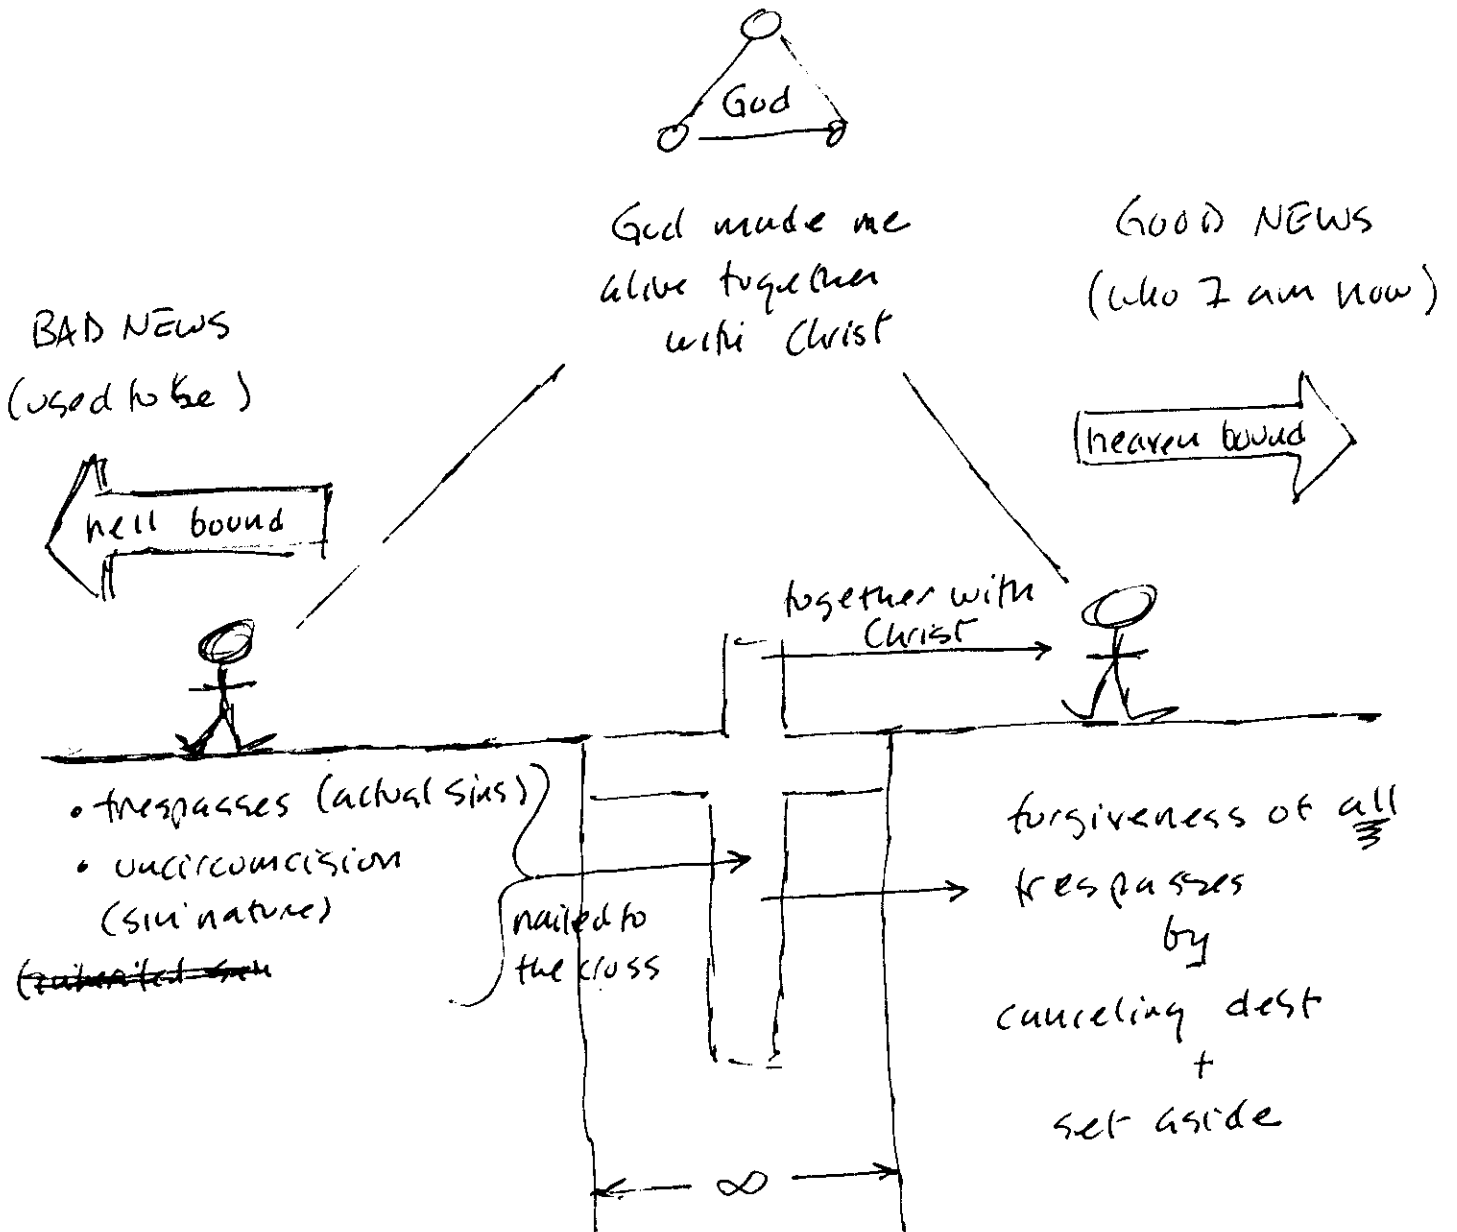 God
God made me
alive together
with Christ
GOOD NEWS
(who I am now)
BAD NEWS
(used to be)
heaven bound
hell bound
together with
Christ
• trespasses (actual sins)
• uncircumcision
(sin nature)
nailed to
the cross
forgiveness of all
trespasses
by
canceling debt
+
set aside
∞